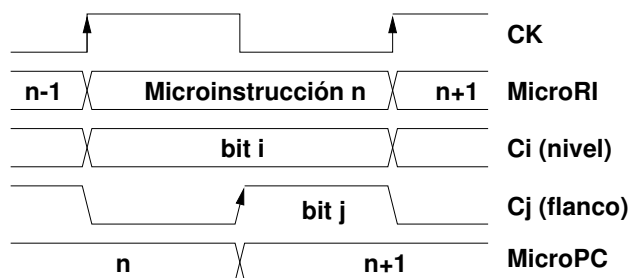 CK
n-1 Microinstrucción n n+1 MicroRI
bit i Ci (nivel)
bit j Cj (flanco)
n n+1 MicroPC